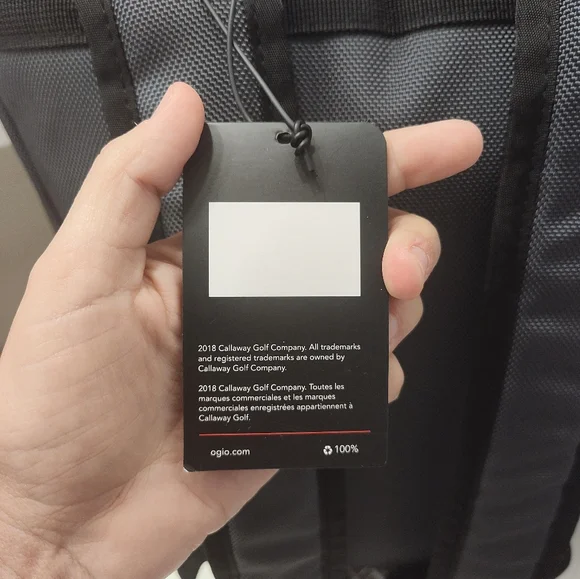 2018 Callaway Golf Company. All trademarks
and registered trademarks are owned by
Callaway Golf Company.
2018 Callaway Golf Company. Toutes les
marques commerciales et les marques
commerciales enregistrées appartiennent à
Callaway Golf.
ogio.com
♻ 100%